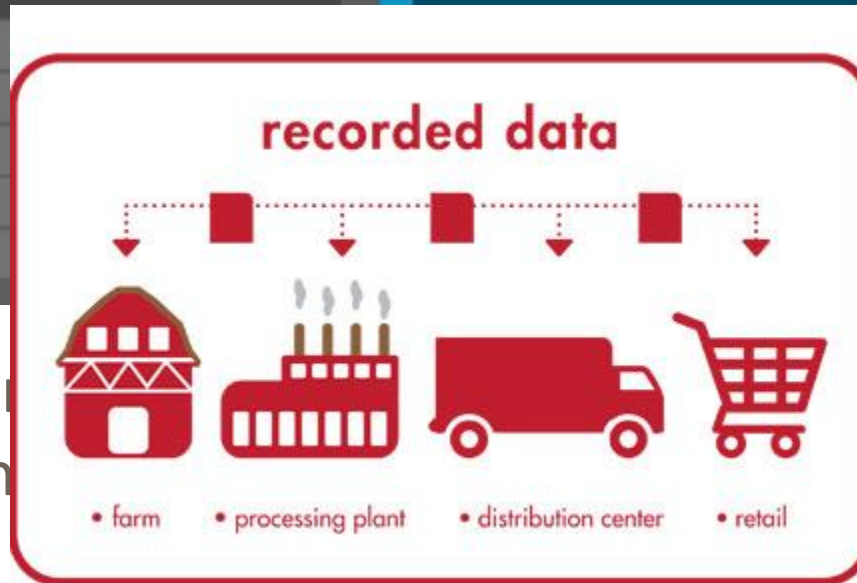 recorded data
• farm • processing plant • distribution center • retail